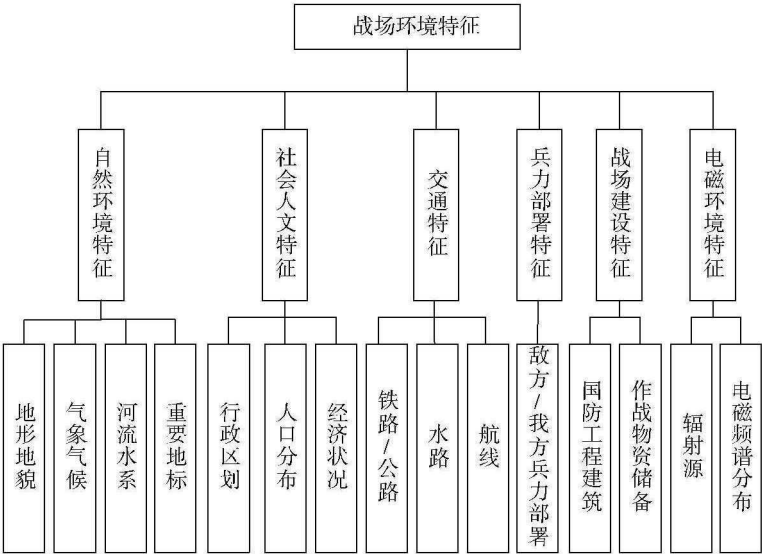 战场环境特征
自然环境特征
社会人文特征
交通特征
兵力部署特征
战场建设特征
电磁环境特征
地形地貌
气象气候
河流水系
重要地标
行政区划
人口分布
经济状况
铁路/公路
水路
航线
敌方/我方兵力部署
国防工程建筑
作战物资储备
辐射源
电磁频谱分布